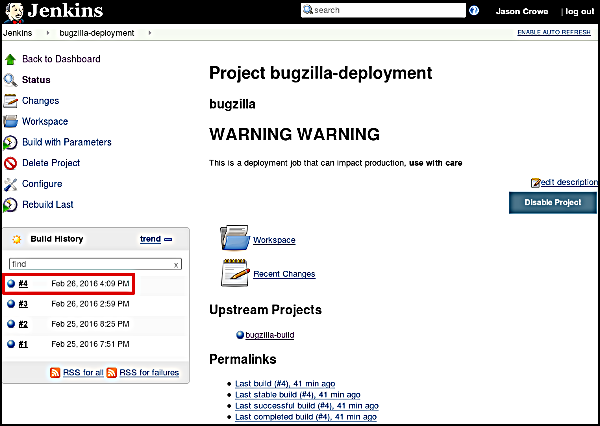 Jenkins
search
Jason Crowe | log out
Jenkins bugzilla-deployment
ENABLE AUTO REFRESH
Back to Dashboard
Status
Changes
Workspace
Build with Parameters
Delete Project
Configure
Rebuild Last
Build History trend
find x
#4 Feb 26, 2016 4:09 PM
#3 Feb 26, 2016 2:59 PM
#2 Feb 25, 2016 8:25 PM
#1 Feb 25, 2016 7:51 PM
RSS for all RSS for failures
Project bugzilla-deployment
bugzilla
WARNING WARNING
This is a deployment job that can impact production, use with care
edit description
Disable Project
Workspace
Recent Changes
Upstream Projects
bugzilla-build
Permalinks
Last build (#4), 41 min ago
Last stable build (#4), 41 min ago
Last successful build (#4), 41 min ago
Last completed build (#4), 41 min ago